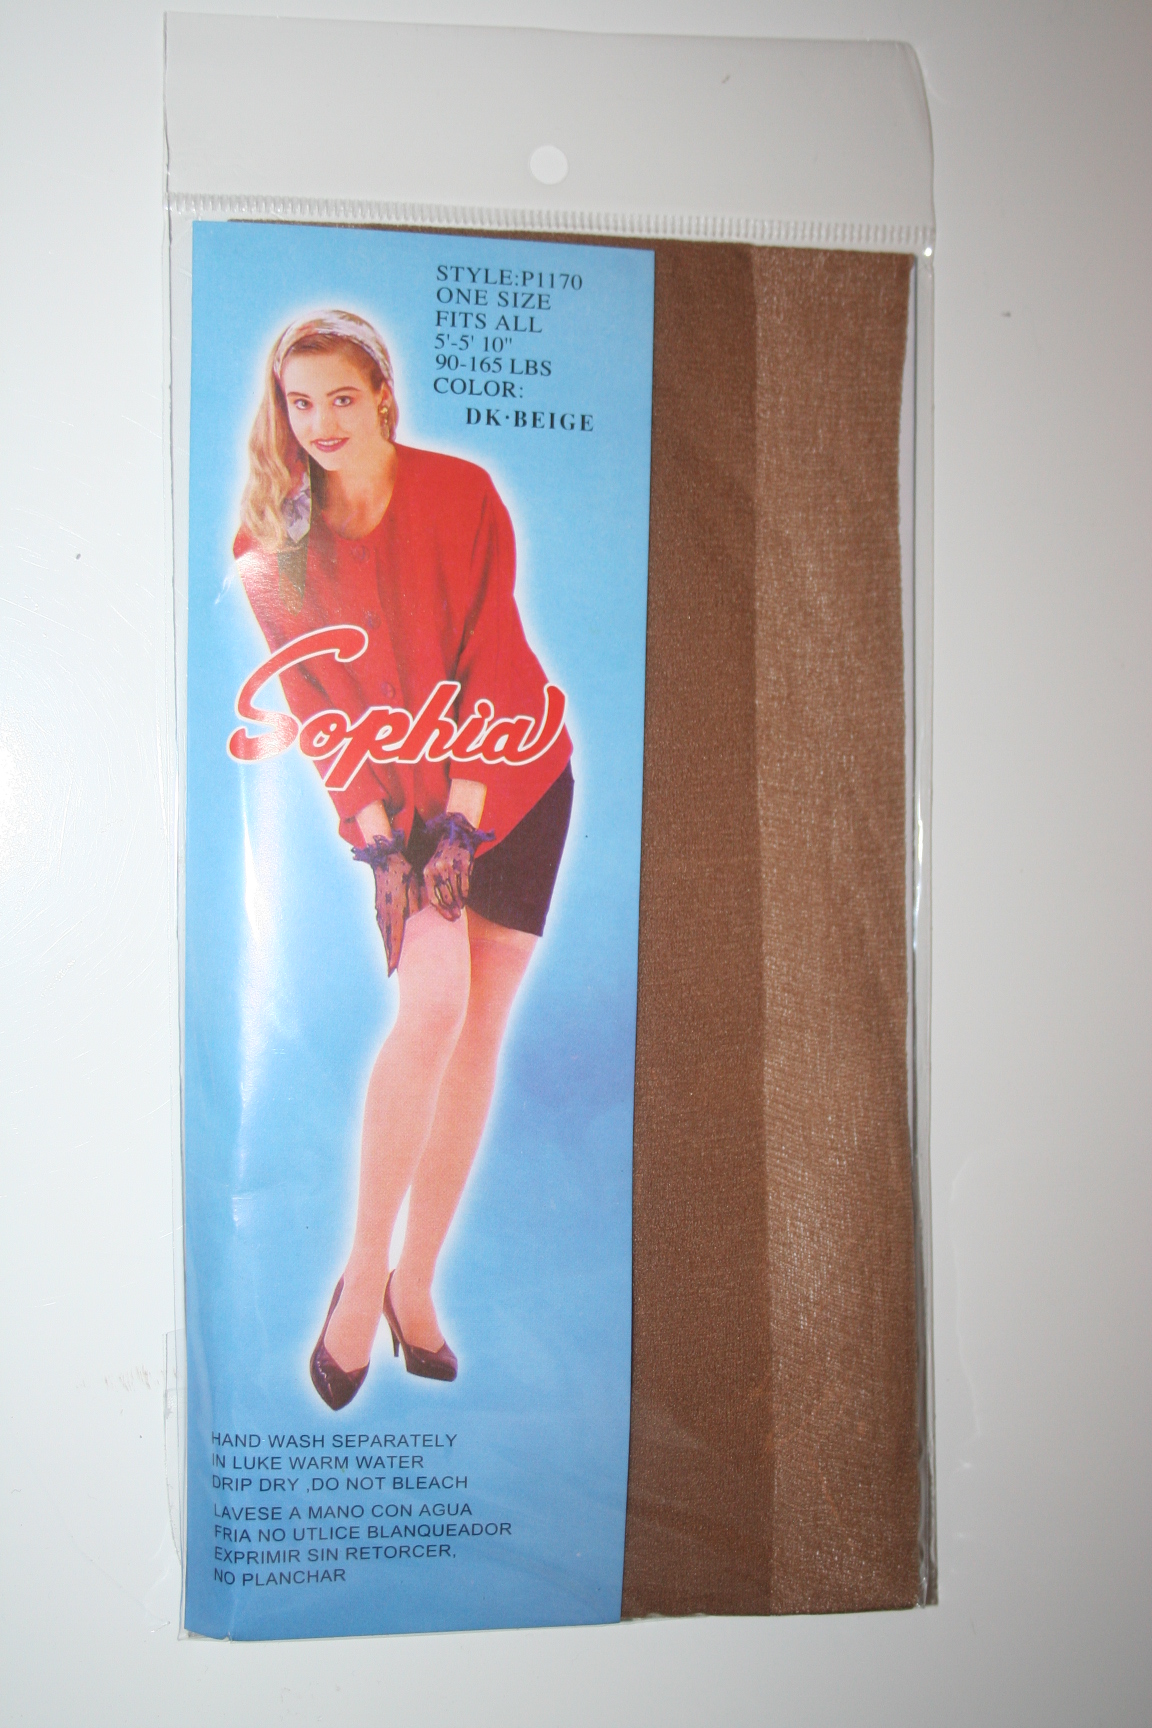 STYLE:P1170
ONE SIZE
FITS ALL
5'-5' 10"
90-165 LBS
COLOR:
DK·BEIGE
Sophia
HAND WASH SEPARATELY
IN LUKE WARM WATER
DRIP DRY ,DO NOT BLEACH
LAVESE A MANO CON AGUA
FRIA NO UTLICE BLANQUEADOR
EXPRIMIR SIN RETORCER,
NO PLANCHAR